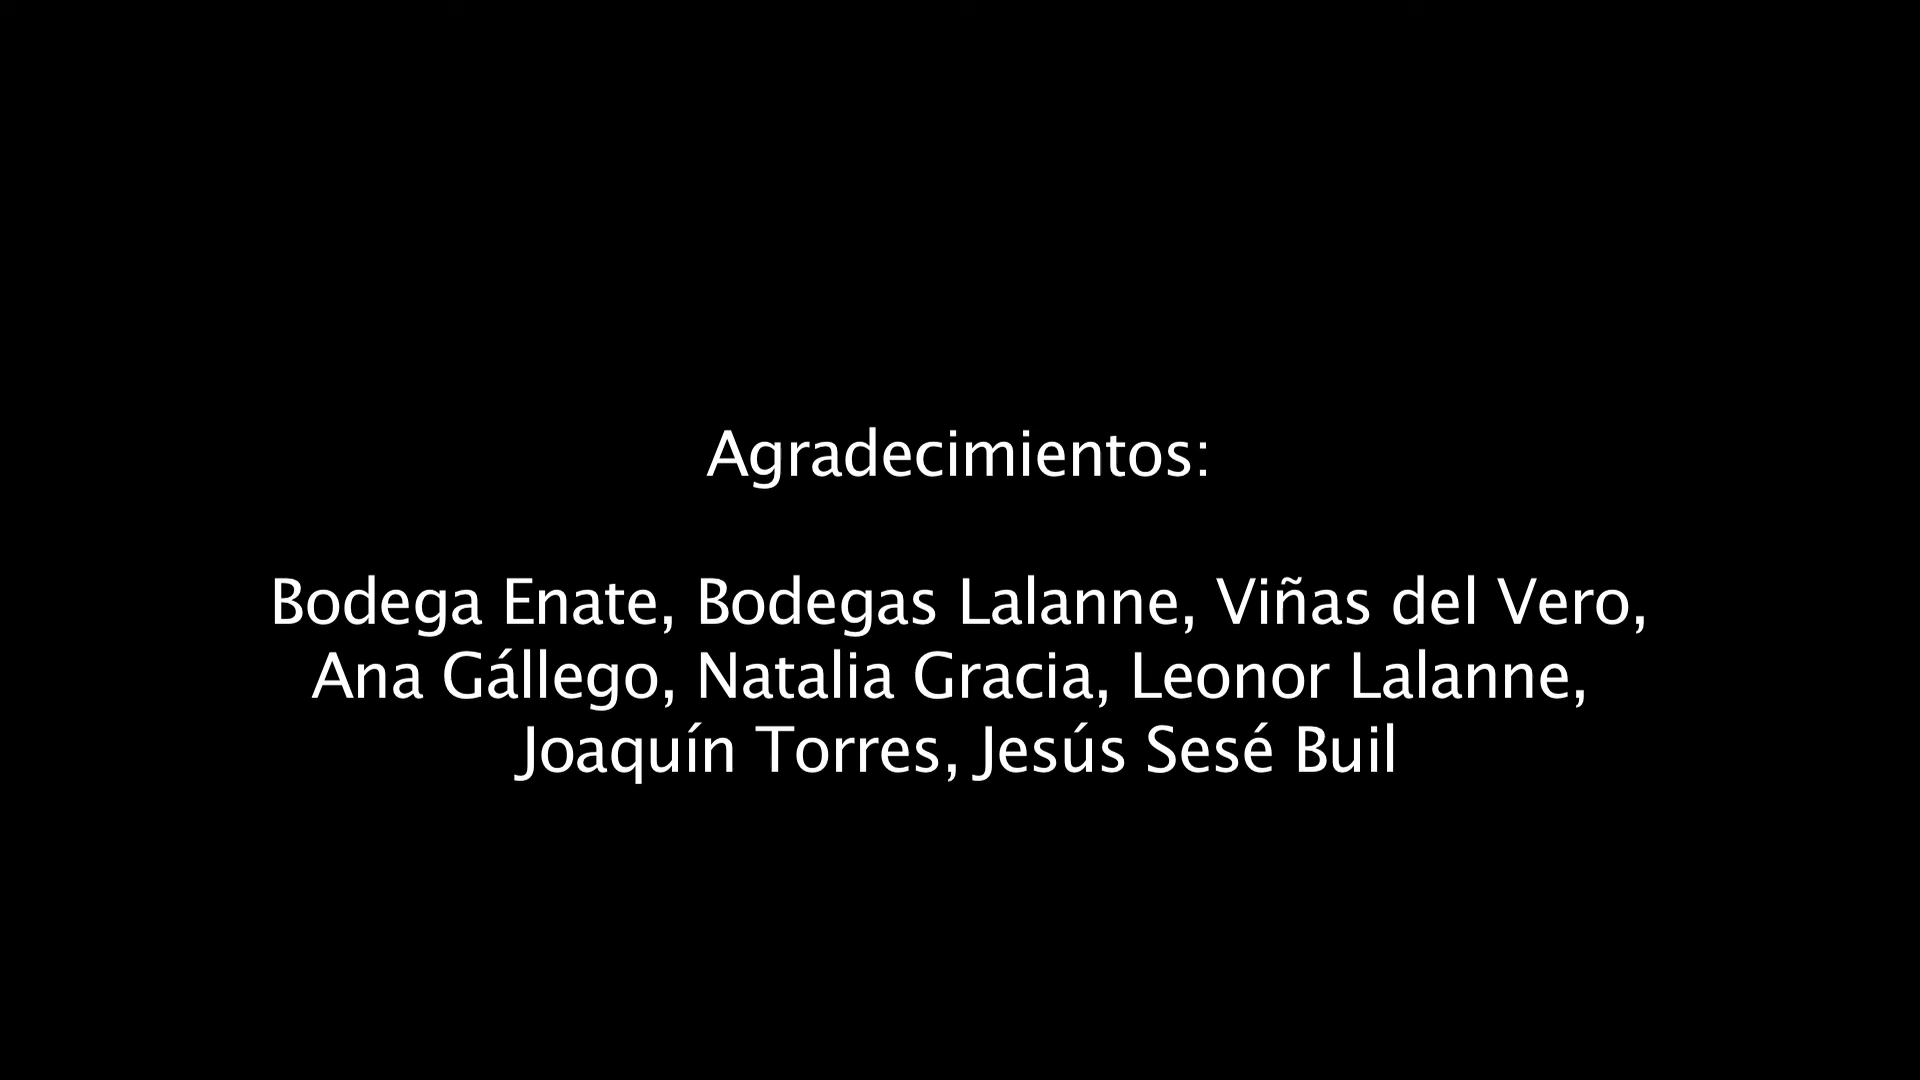 Agradecimientos:
Bodega Enate, Bodegas Lalanne, Viñas del Vero,
Ana Gállego, Natalia Gracia, Leonor Lalanne,
Joaquín Torres, Jesús Sesé Buil